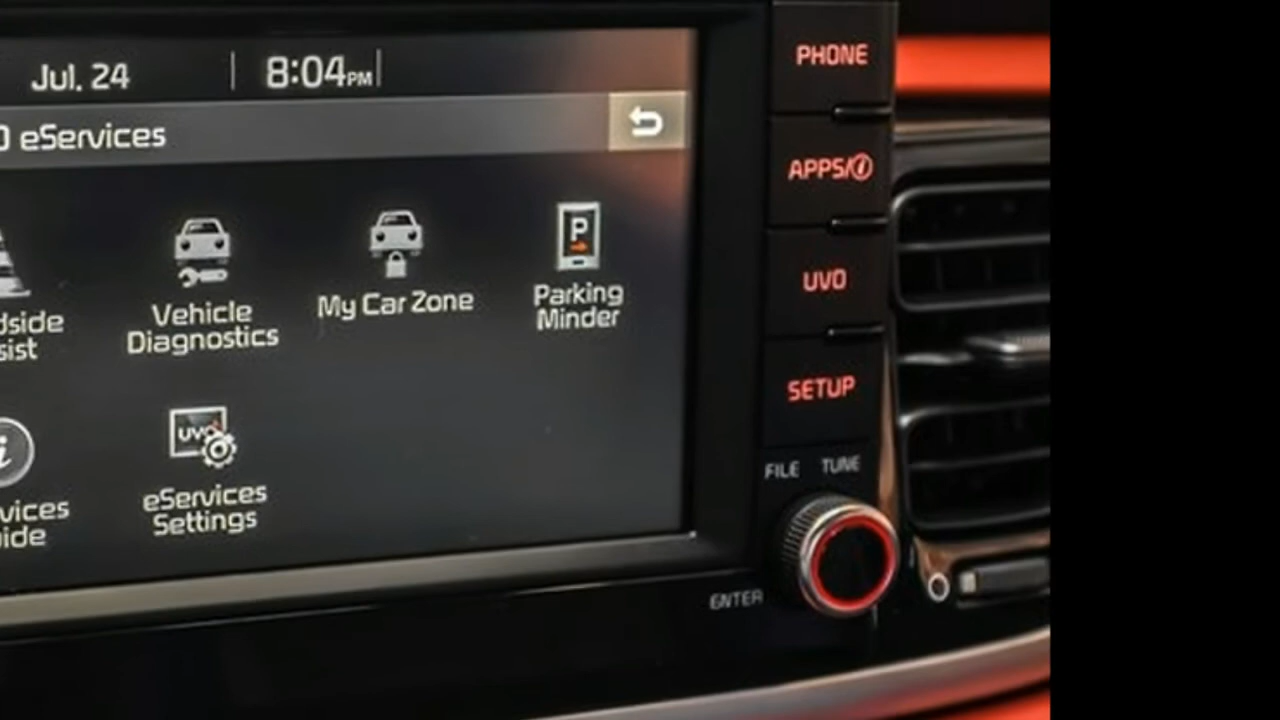 Jul. 24
8:04PM
eServices
Vehicle
Diagnostics
My Car Zone
P
Parking
Minder
UVO
eServices
Settings
PHONE
APPS/i
UVO
SETUP
FILE TUNE
ENTER